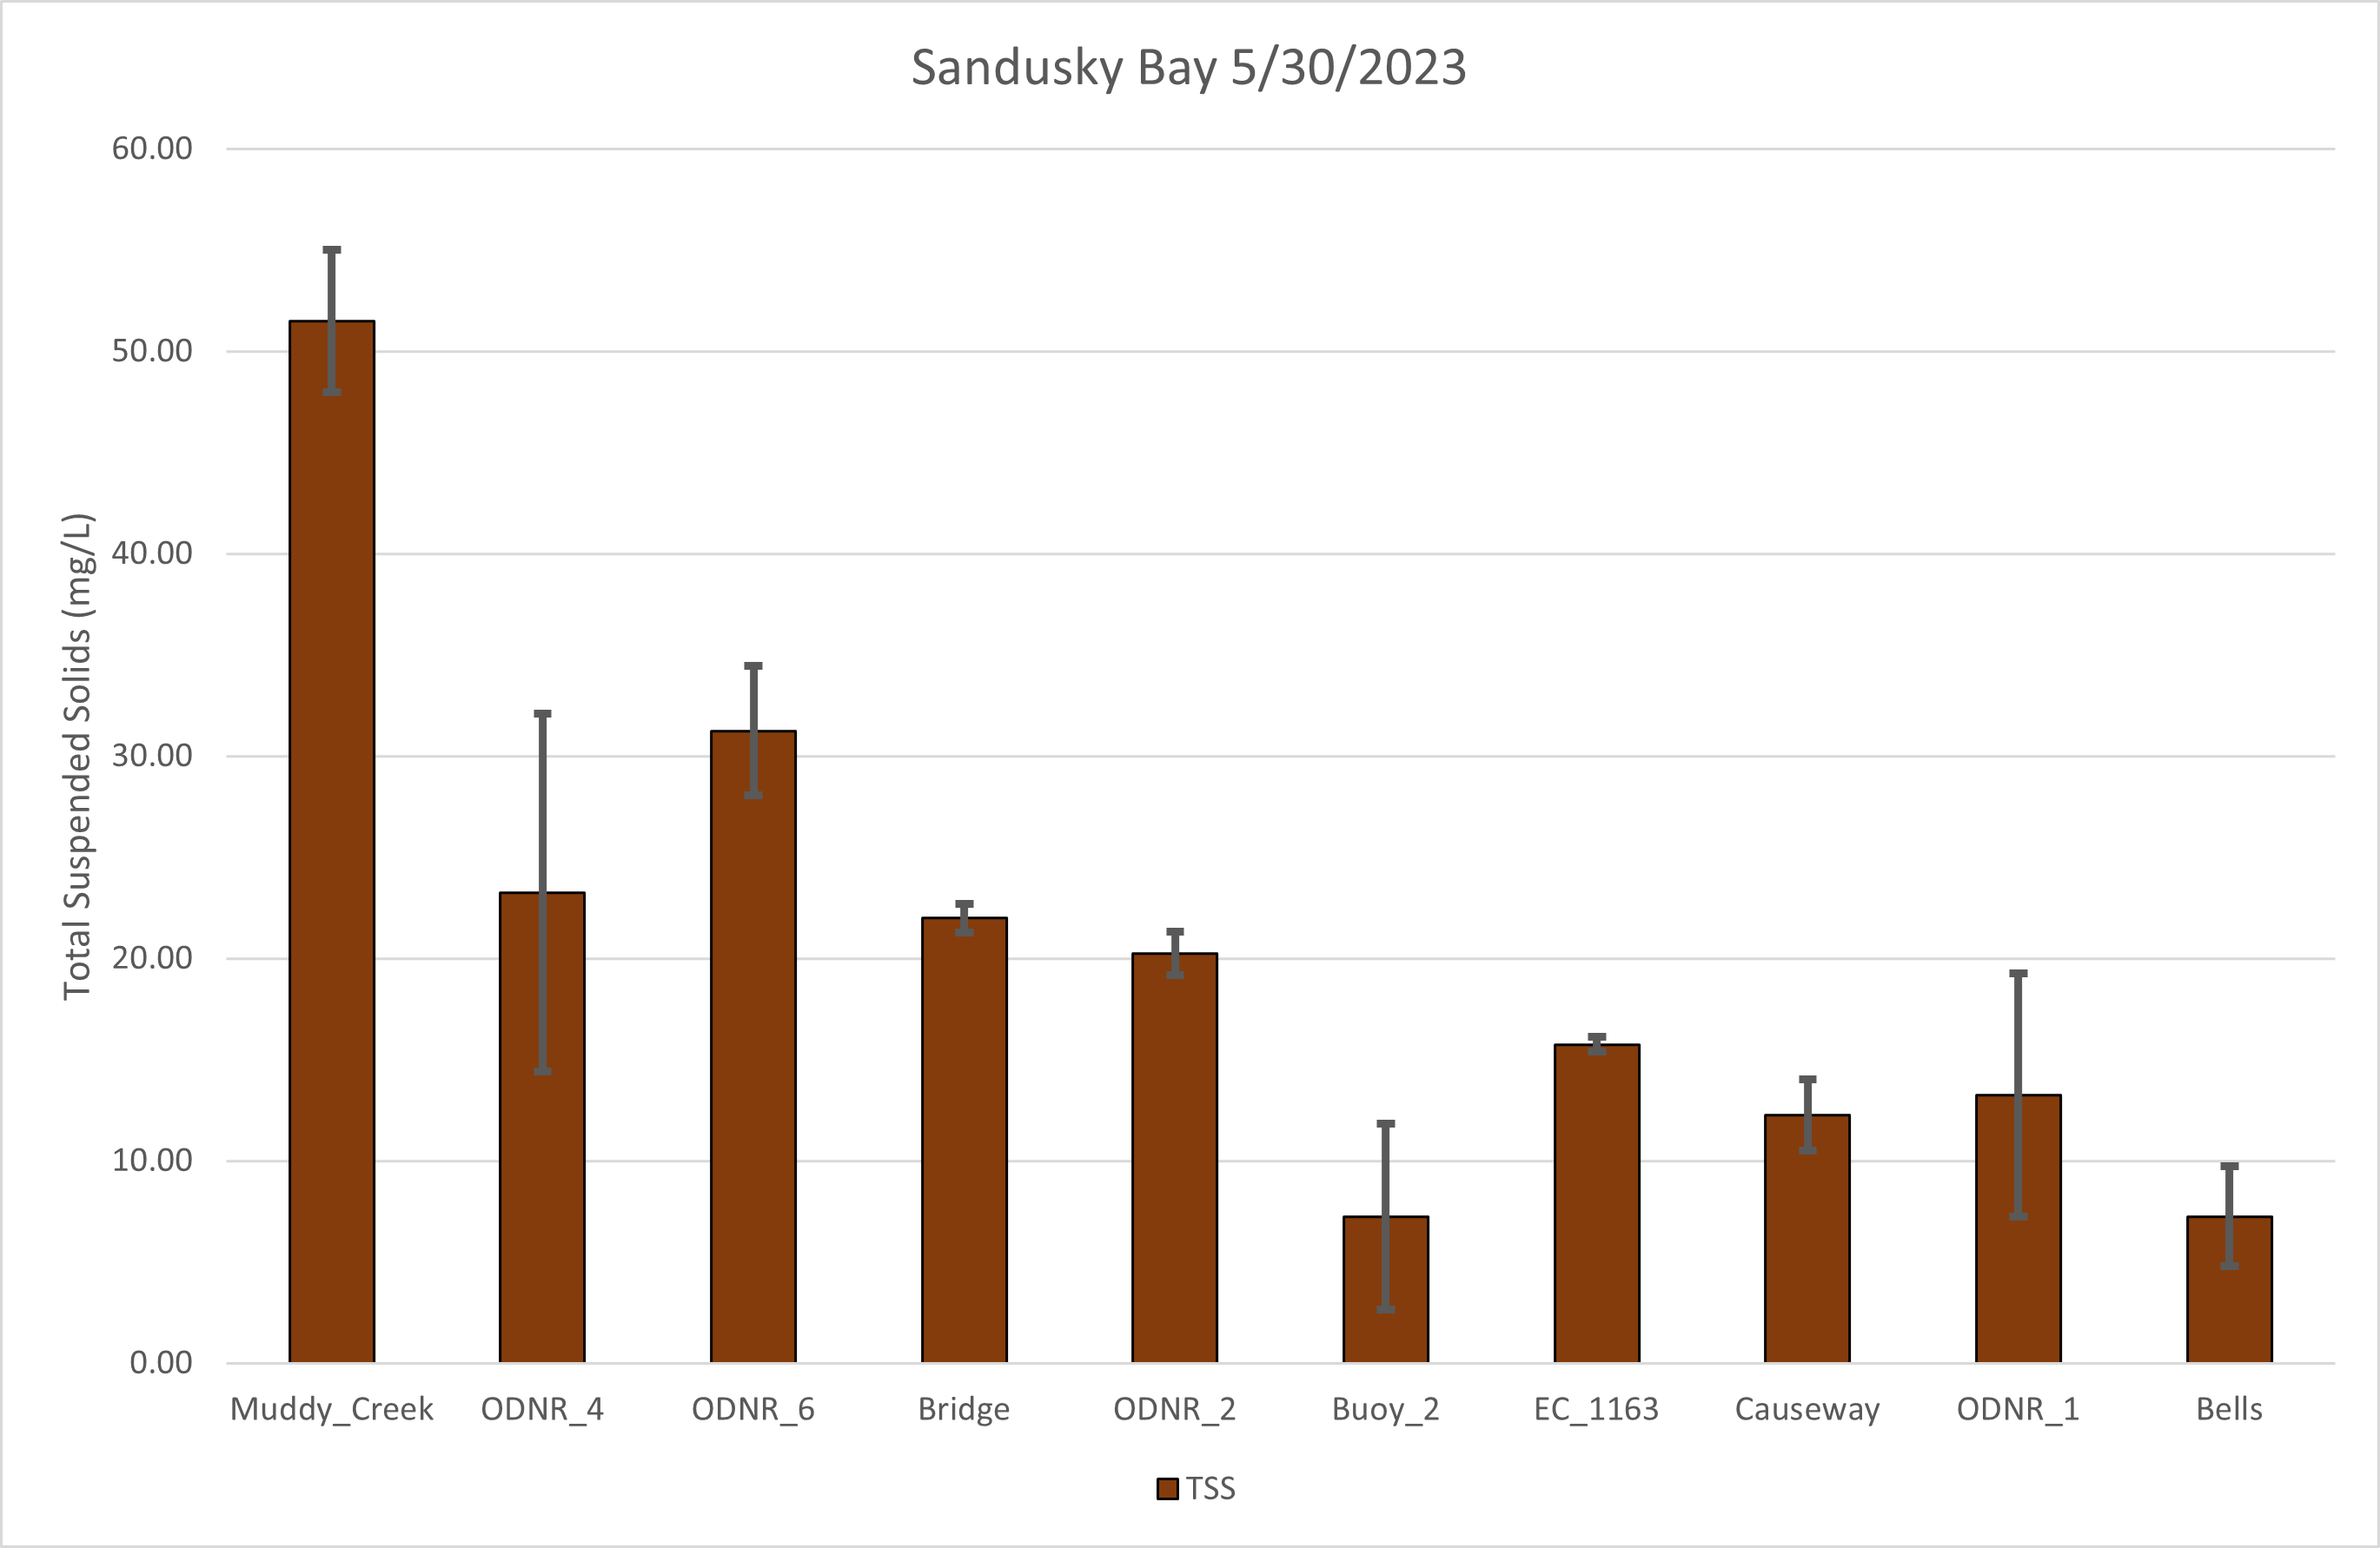 Sandusky Bay 5/30/2023
Total Suspended Solids (mg/L)
60.00
50.00
40.00
30.00
20.00
10.00
0.00
Muddy_Creek ODNR_4 ODNR_6 Bridge ODNR_2 Buoy_2 EC_1163 Causeway ODNR_1 Bells
TSS